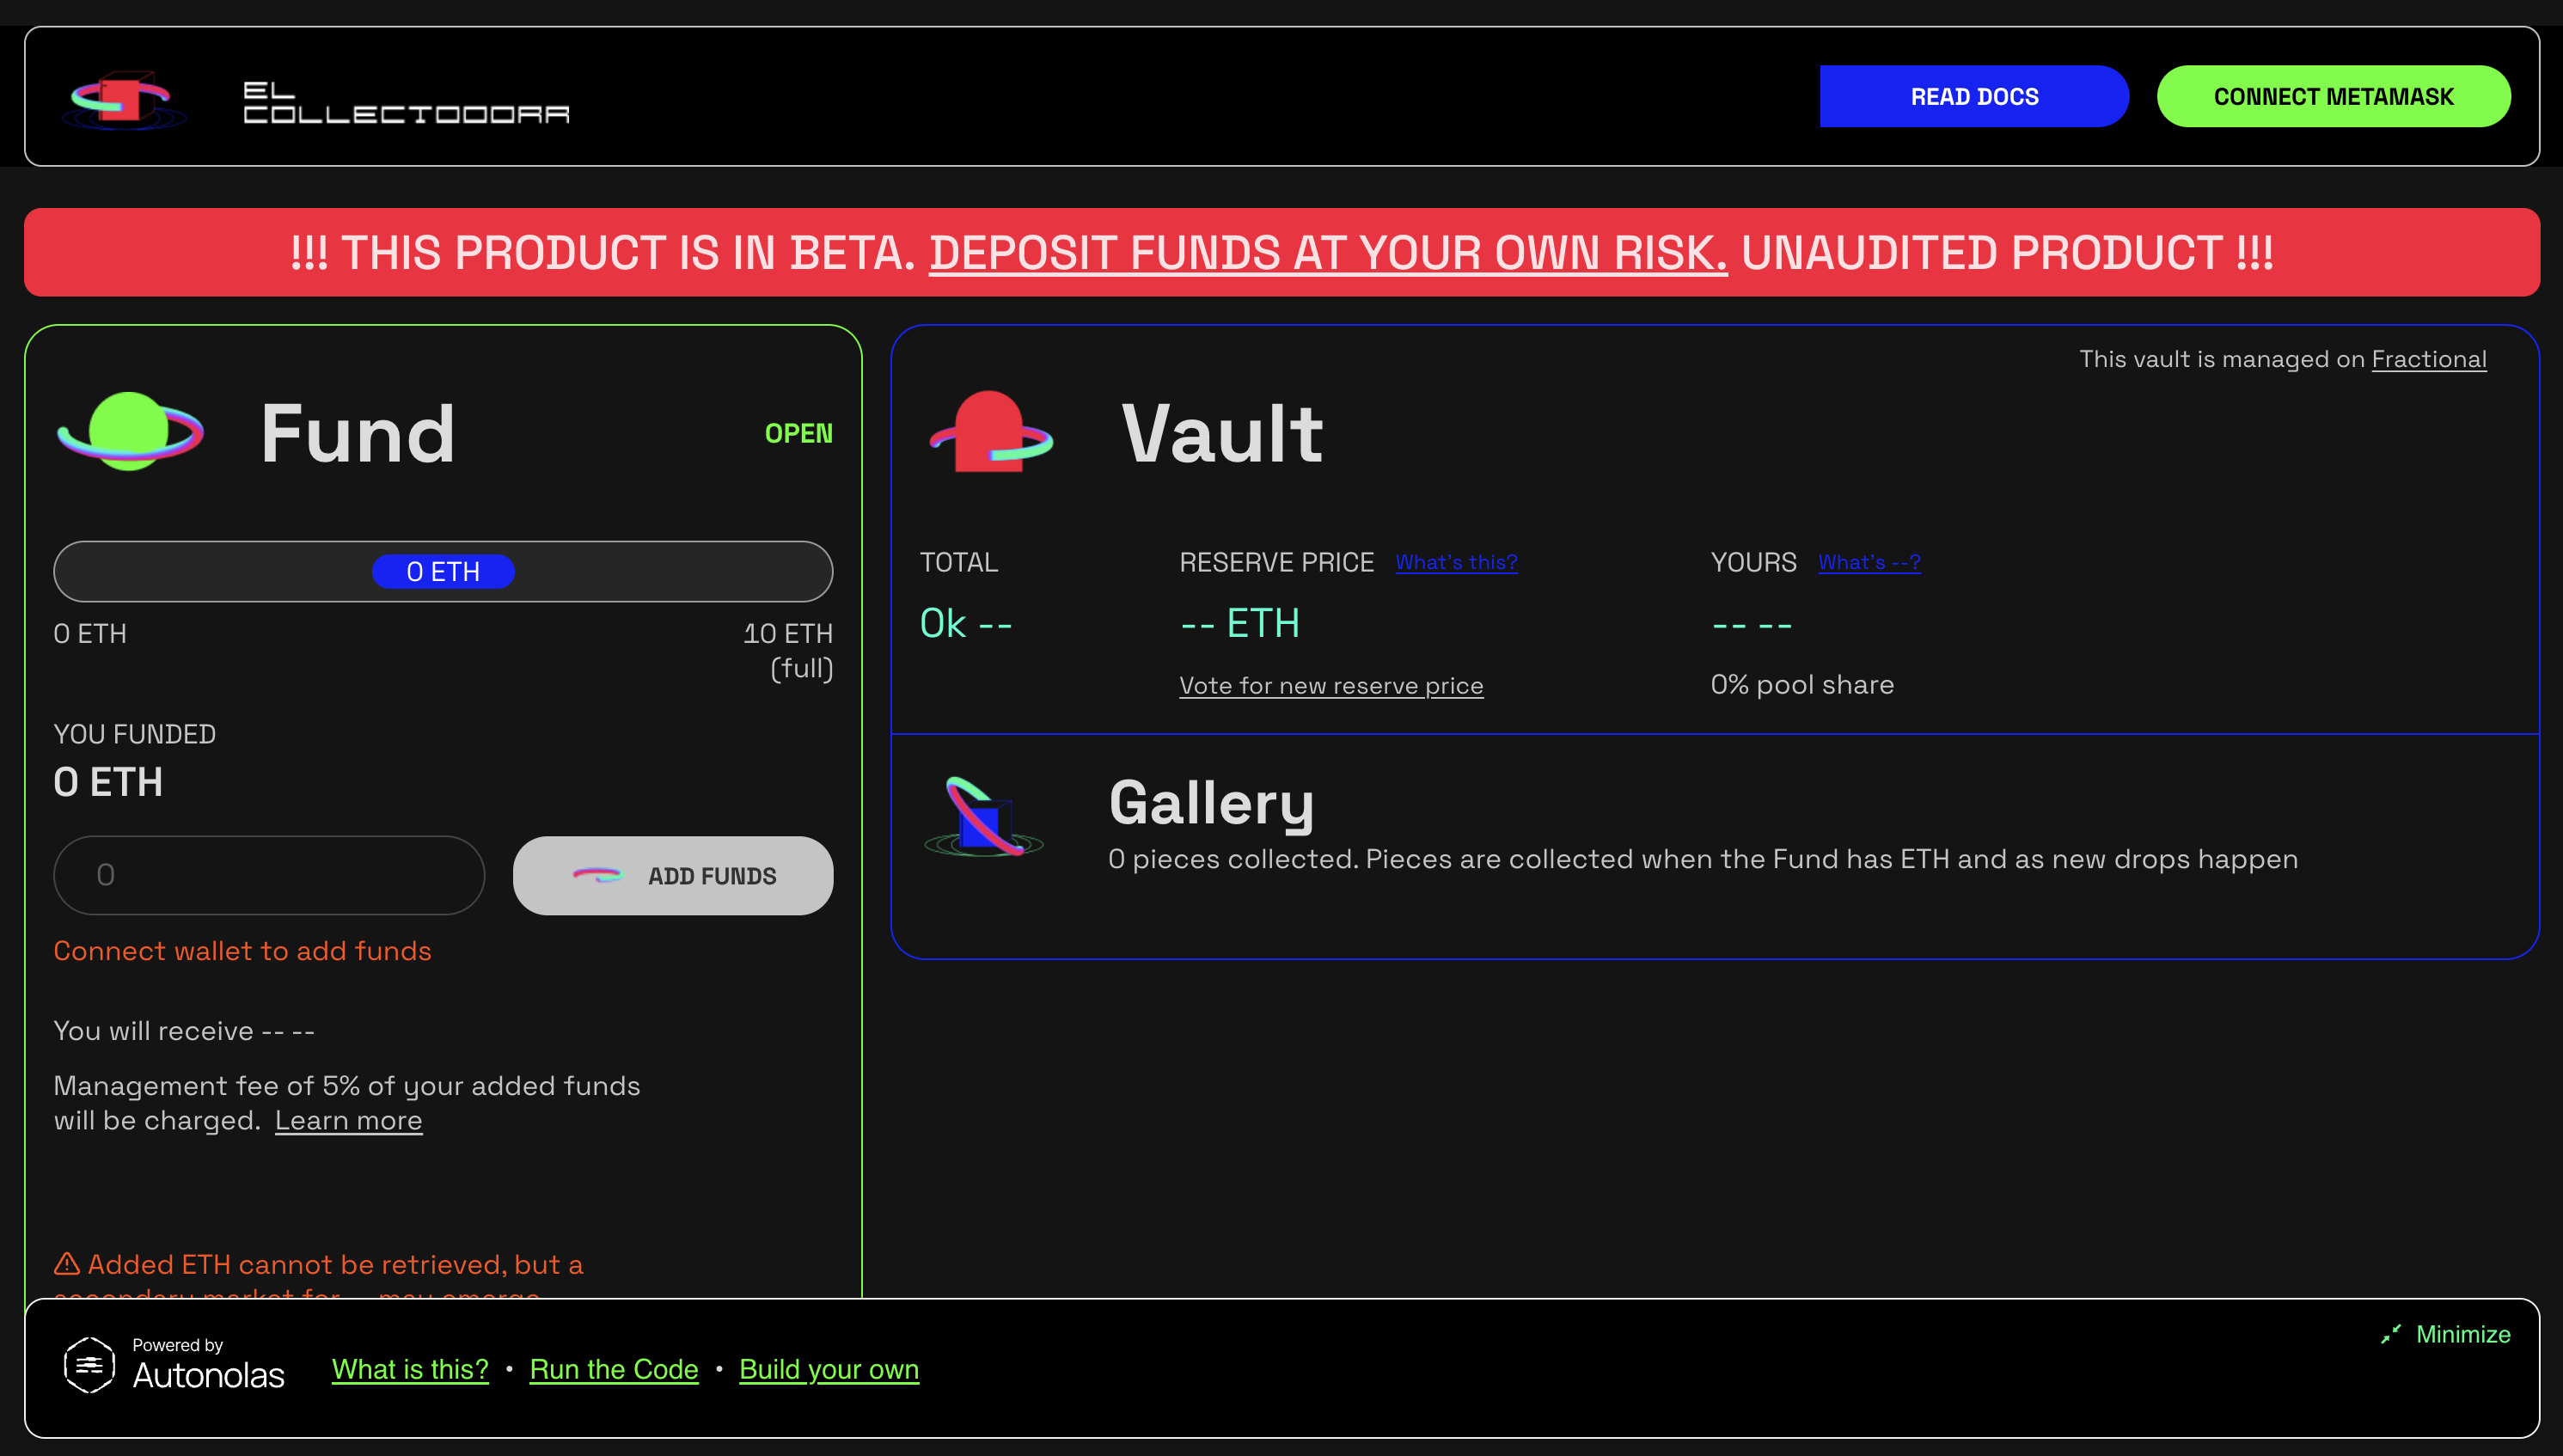 EL
COLLECTOOORR
READ DOCS
CONNECT METAMASK
!!! THIS PRODUCT IS IN BETA. DEPOSIT FUNDS AT YOUR OWN RISK. UNAUDITED PRODUCT !!!
Fund
OPEN
0 ETH
0 ETH
10 ETH
(full)
YOU FUNDED
0 ETH
0
ADD FUNDS
Connect wallet to add funds
You will receive -- --
Management fee of 5% of your added funds
will be charged. Learn more
Added ETH cannot be retrieved, but a
secondary market for -- may emerge
This vault is managed on Fractional
Vault
TOTAL
0k --
RESERVE PRICE What's this?
-- ETH
Vote for new reserve price
YOURS What's --?
-- --
0% pool share
Gallery
0 pieces collected. Pieces are collected when the Fund has ETH and as new drops happen
Powered by
Autonolas
What is this? • Run the Code • Build your own
Minimize